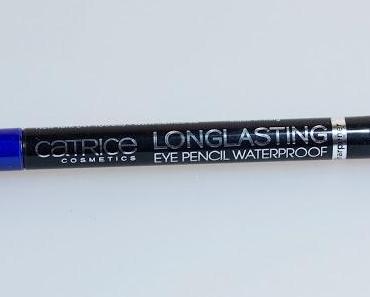 CATRICE
COSMETICS
LONGLASTING
EYE PENCIL WATERPROOF